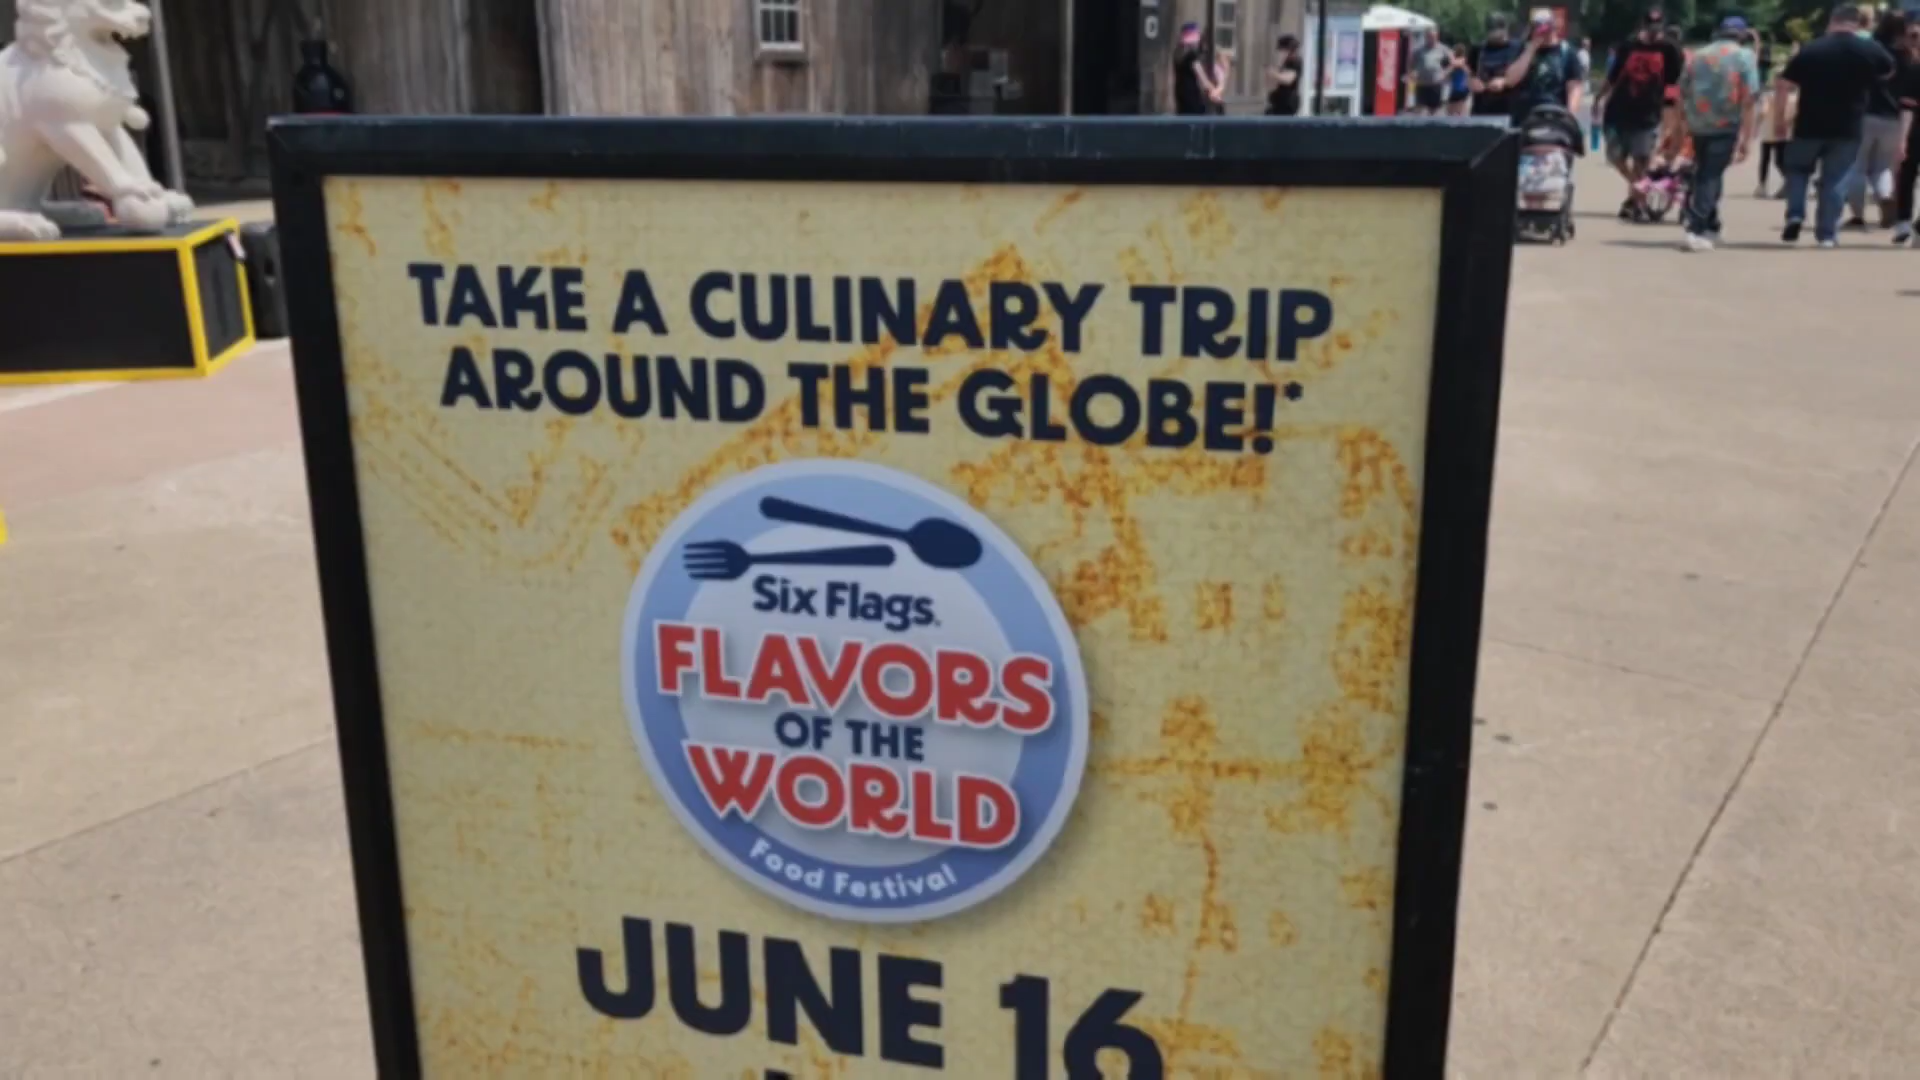 TAKE A CULINARY TRIP
AROUND THE GLOBE!*
Six Flags.
FLAVORS
OF THE
WORLD
Food Festival
JUNE 16